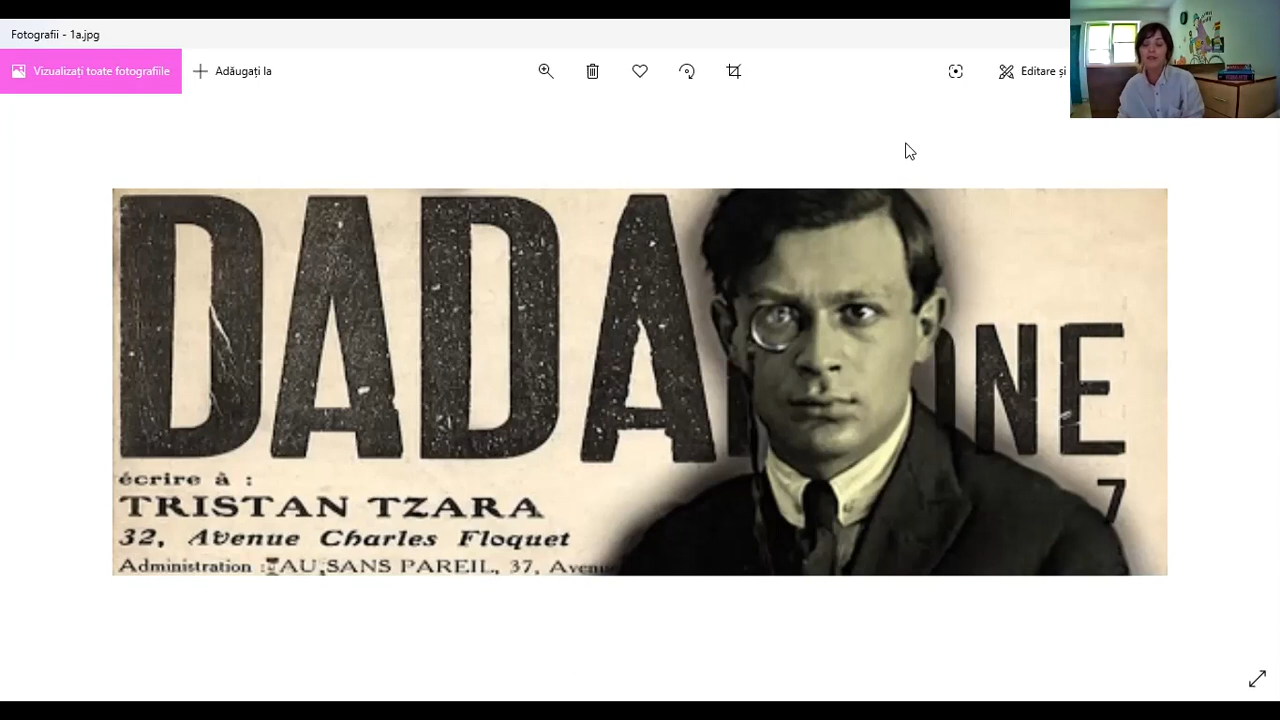 Fotografii - 1a.jpg
Vizualizați toate fotografiile
Adăugați la
Editare și
DADA
NE
écrire à :
7
TRISTAN TZARA
32, Avenue Charles Floquet
Administration : AU SANS PAREIL, 37, Avenue